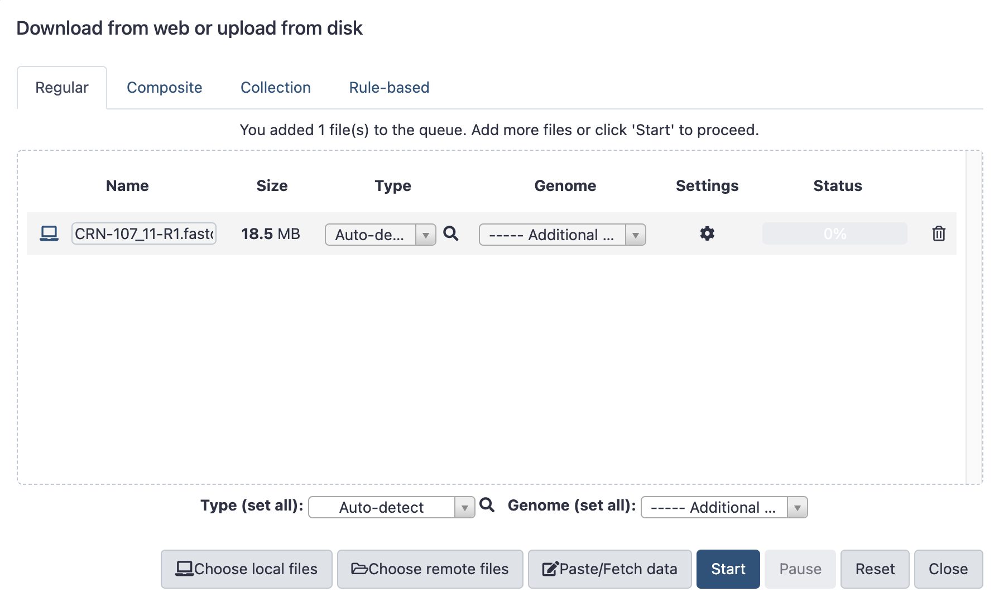 Download from web or upload from disk
Regular Composite Collection Rule-based
You added 1 file(s) to the queue. Add more files or click 'Start' to proceed.
Name Size Type Genome Settings Status
CRN-107_11-R1.fast 18.5 MB Auto-de... ----- Additional ... 0%
Type (set all): Auto-detect Genome (set all): ----- Additional ...
Choose local files Choose remote files Paste/Fetch data Start Pause Reset Close